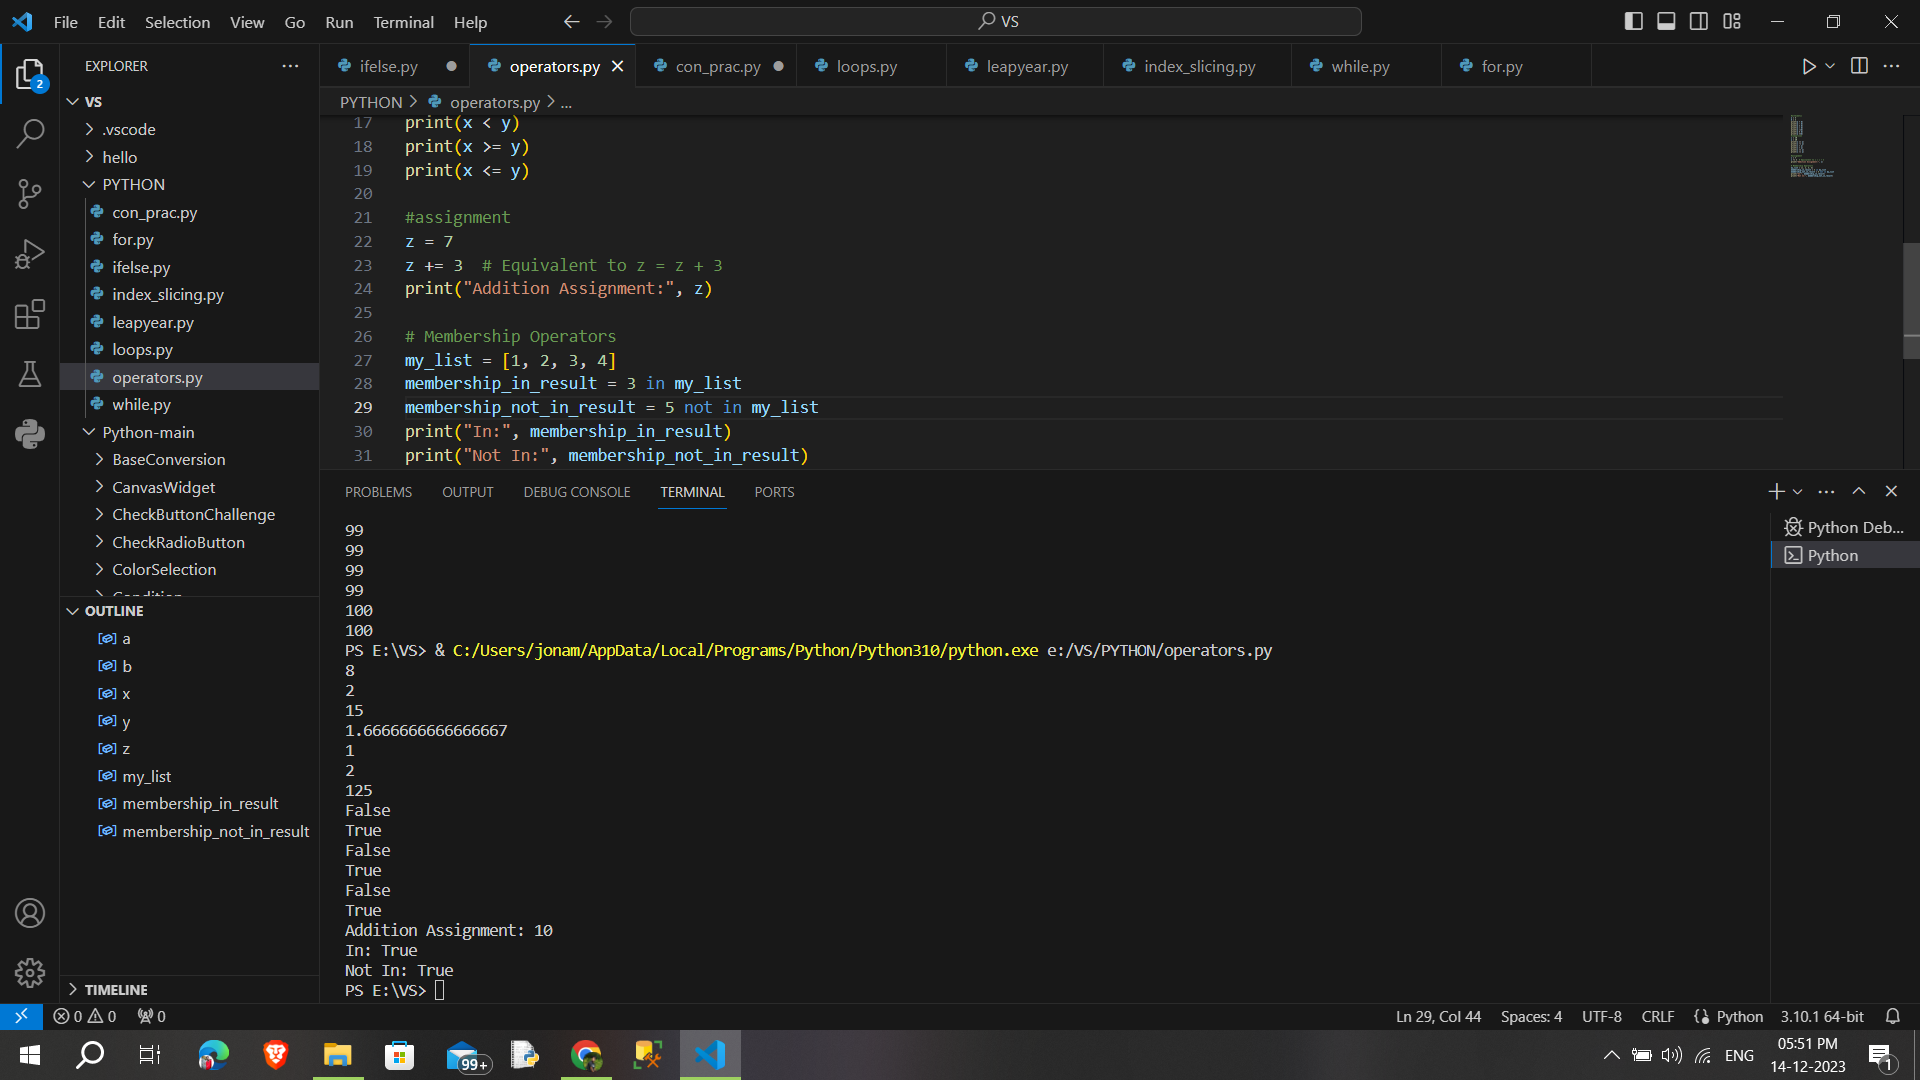 File Edit Selection View Go Run Terminal Help
VS
EXPLORER
VS
.vscode
hello
PYTHON
con_prac.py
for.py
ifelse.py
index_slicing.py
leapyear.py
loops.py
operators.py
while.py
Python-main
BaseConversion
CanvasWidget
CheckButtonChallenge
CheckRadioButton
ColorSelection
Condition
OUTLINE
a
b
x
y
z
my_list
membership_in_result
membership_not_in_result
TIMELINE
2
ifelse.py operators.py con_prac.py loops.py leapyear.py index_slicing.py while.py for.py
PYTHON > operators.py > ...
17 print(x < y)
18 print(x >= y)
19 print(x <= y)
20
21 #assignment
22 z = 7
23 z += 3  # Equivalent to z = z + 3
24 print("Addition Assignment:", z)
25
26 # Membership Operators
27 my_list = [1, 2, 3, 4]
28 membership_in_result = 3 in my_list
29 membership_not_in_result = 5 not in my_list
30 print("In:", membership_in_result)
31 print("Not In:", membership_not_in_result)
PROBLEMS OUTPUT DEBUG CONSOLE TERMINAL PORTS
Python Deb...
Python
99
99
99
99
100
100
PS E:\VS> & C:/Users/jonam/AppData/Local/Programs/Python/Python310/python.exe e:/VS/PYTHON/operators.py
8
2
15
1.6666666666666667
1
2
125
False
True
False
True
False
True
Addition Assignment: 10
In: True
Not In: True
PS E:\VS>
0 0 0 Ln 29, Col 44 Spaces: 4 UTF-8 CRLF Python 3.10.1 64-bit
99+ ENG 05:51 PM
14-12-2023 1